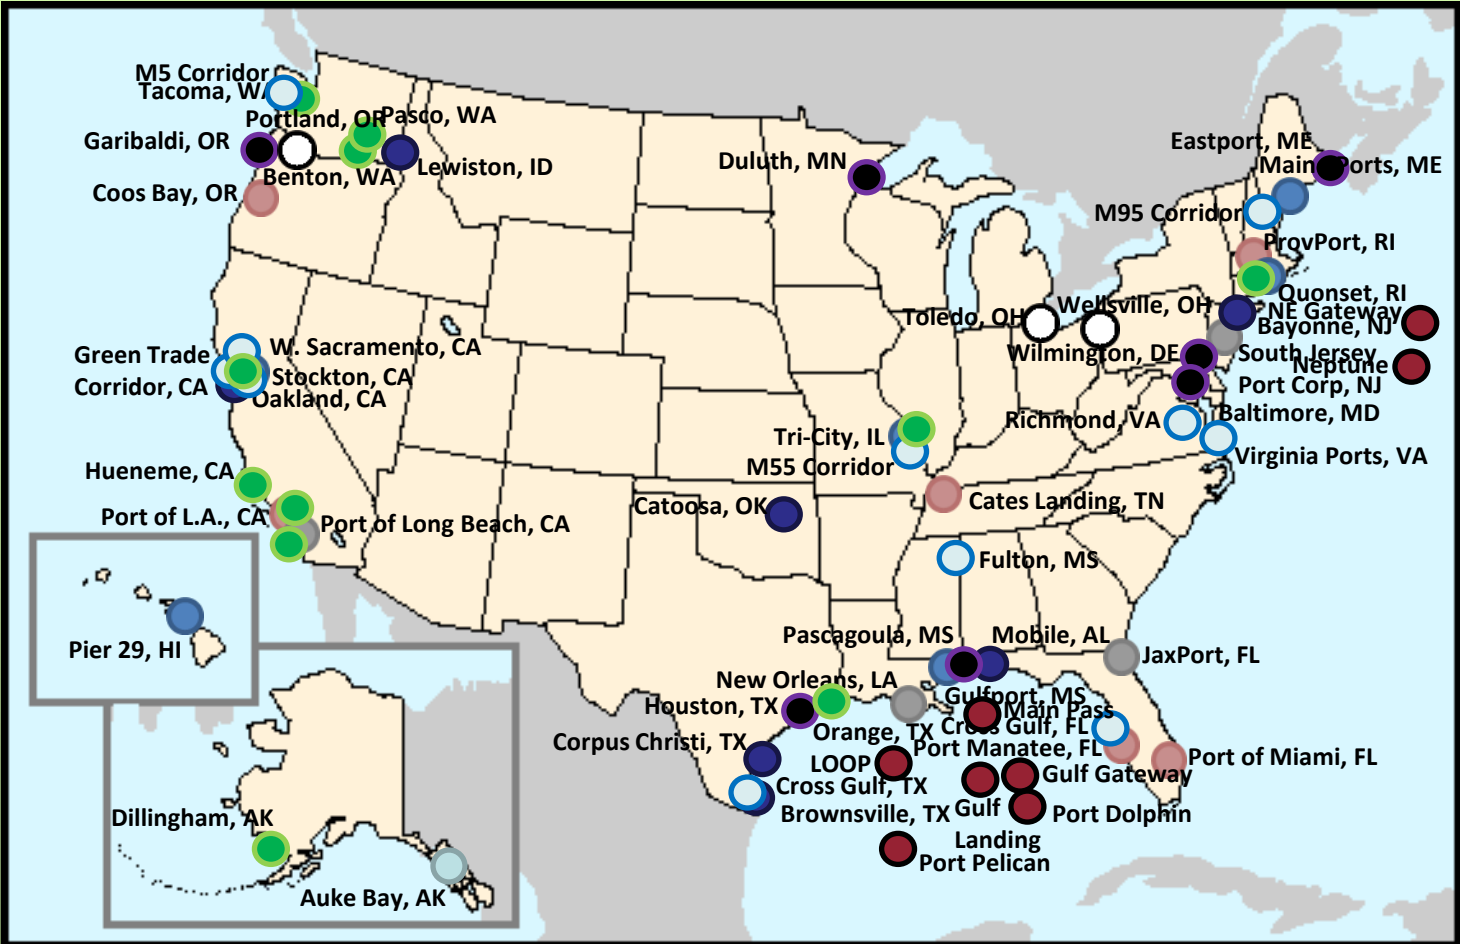 M5 Corridor
Tacoma, WA
Portland, OR
Pasco, WA
Garibaldi, OR
Lewiston, ID
Benton, WA
Coos Bay, OR
Duluth, MN
Eastport, ME
Maine Ports, ME
M95 Corridor
ProvPort, RI
Quonset, RI
Wellsville, OH
Toledo, OH
NE Gateway
Bayonne, NJ
Wilmington, DE
South Jersey
Port Corp, NJ
Neptune
Green Trade
Corridor, CA
W. Sacramento, CA
Stockton, CA
Oakland, CA
Richmond, VA
Baltimore, MD
Virginia Ports, VA
Tri-City, IL
M55 Corridor
Hueneme, CA
Port of L.A., CA
Port of Long Beach, CA
Catoosa, OK
Cates Landing, TN
Fulton, MS
Pascagoula, MS
Mobile, AL
JaxPort, FL
Pier 29, HI
New Orleans, LA
Houston, TX
Gulfport, MS
Main Pass
Orange, TX
Cross Gulf, FL
Corpus Christi, TX
Port Manatee, FL
Port of Miami, FL
LOOP
Gulf Gateway
Cross Gulf, TX
Brownsville, TX
Gulf
Landing
Port Dolphin
Port Pelican
Dillingham, AK
Auke Bay, AK